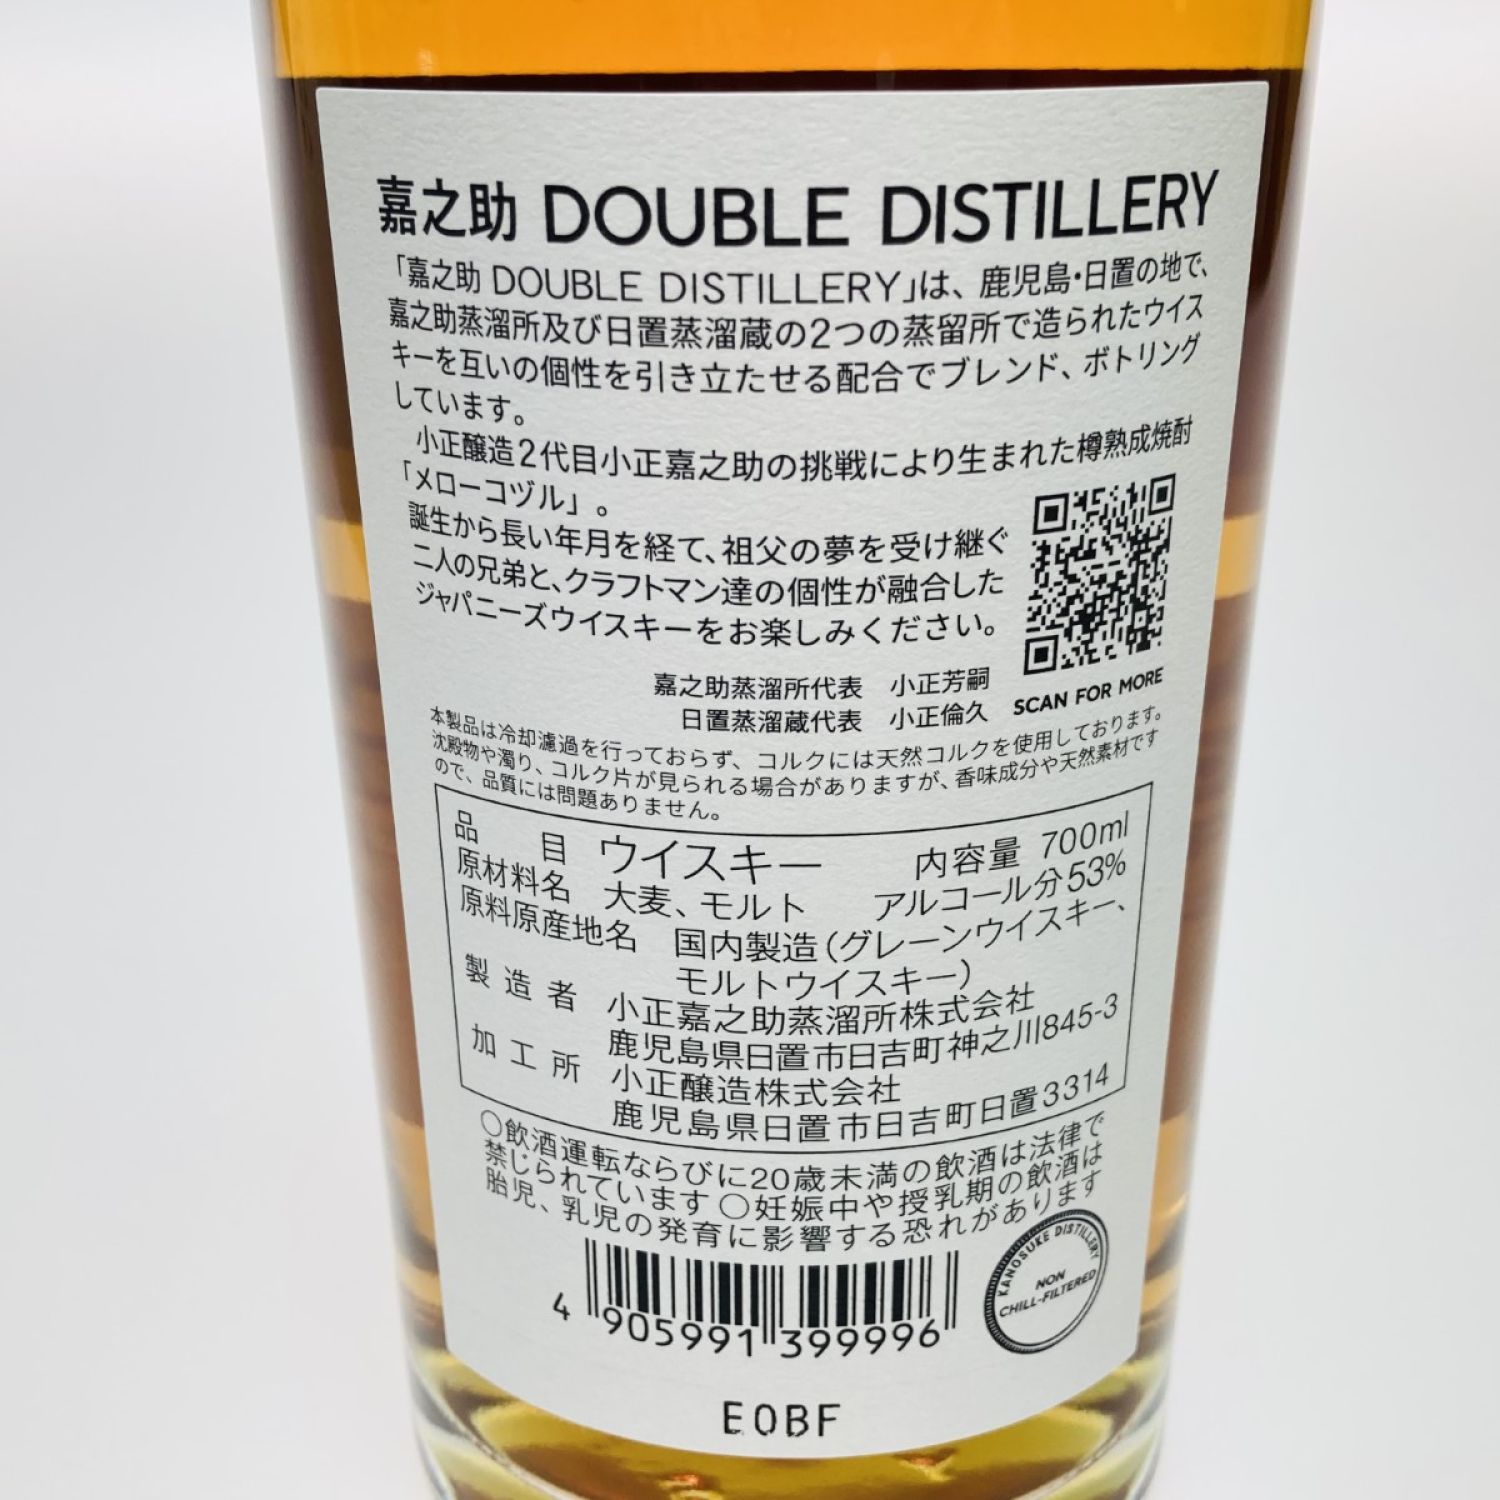 嘉之助 DOUBLE DISTILLERY
「嘉之助 DOUBLE DISTILLERY」は、鹿児島・日置の地で、
嘉之助蒸溜所及び日置蒸溜蔵の2つの蒸留所で造られたウイス
キーを互いの個性を引き立たせる配合でブレンド、ボトリング
しています。
小正醸造2代目小正嘉之助の挑戦により生まれた樽熟成焼酎
「メローコヅル」。
誕生から長い年月を経て、祖父の夢を受け継ぐ
二人の兄弟と、クラフトマン達の個性が融合した
ジャパニーズウイスキーをお楽しみください。
嘉之助蒸溜所代表 小正芳嗣
日置蒸溜蔵代表 小正倫久
SCAN FOR MORE
本製品は冷却濾過を行っておらず、コルクには天然コルクを使用しております。
沈殿物や濁り、コルク片が見られる場合がありますが、香味成分や天然素材です
ので、品質には問題ありません。
品目 ウイスキー 内容量 700ml
原材料名 大麦、モルト アルコール分53%
原料原産地名 国内製造(グレーンウイスキー、
モルトウイスキー)
製造者 小正嘉之助蒸溜所株式会社
鹿児島県日置市日吉町神之川845-3
加工所 小正醸造株式会社
鹿児島県日置市日吉町日置3314
○飲酒運転ならびに20歳未満の飲酒は法律で
禁じられています ○妊娠中や授乳期の飲酒は
胎児、乳児の発育に影響する恐れがあります
KANOSUKE DISTILLERY
NON
CHILL-FILTERED
4 905991 399996
E0BF